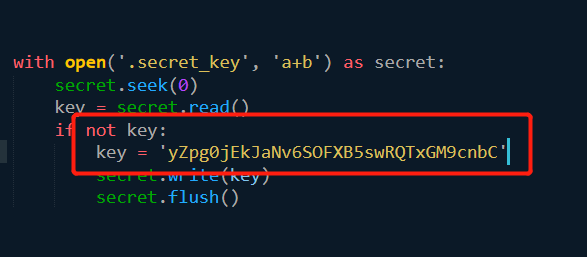 with open('.secret_key', 'a+b') as secret:
secret.seek(0)
key = secret.read()
if not key:
key = 'yZpg0jEkJaNv6SOFXB5swRQTxGM9cnbC'
secret.write(key)
secret.flush()